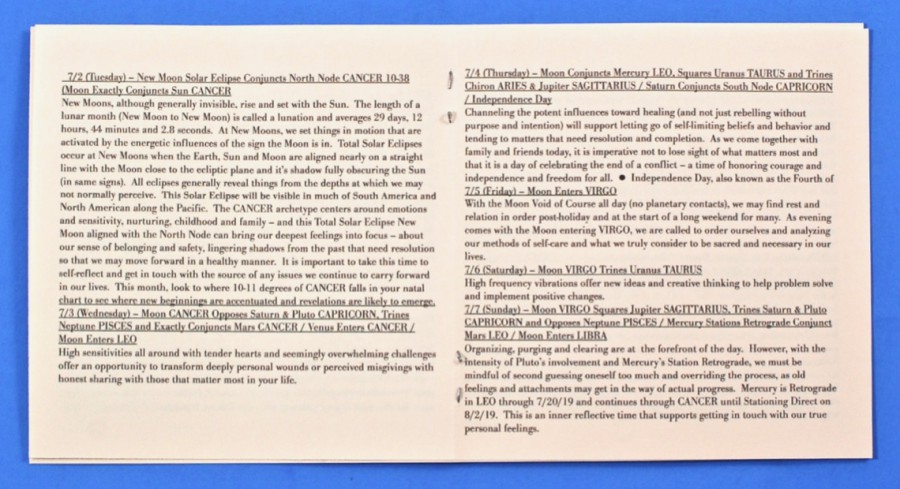 7/2 (Tuesday) – New Moon Solar Eclipse Conjuncts North Node CANCER 10-38
(Moon Exactly Conjuncts Sun CANCER
New Moons, although generally invisible, rise and set with the Sun. The length of a
lunar month (New Moon to New Moon) is called a lunation and averages 29 days, 12
hours, 44 minutes and 2.8 seconds. At New Moons, we set things in motion that are
activated by the energetic influences of the sign the Moon is in. Total Solar Eclipses
occur at New Moons when the Earth, Sun and Moon are aligned nearly on a straight
line with the Moon close to the ecliptic plane and it's shadow fully obscuring the Sun
(in same signs). All eclipses generally reveal things from the depths at which we may
not normally perceive. This Solar Eclipse will be visible in much of South America and
North American along the Pacific. The CANCER archetype centers around emotions
and sensitivity, nurturing, childhood and family – and this Total Solar Eclipse New
Moon aligned with the North Node can bring our deepest feelings into focus – about
our sense of belonging and safety, lingering shadows from the past that need resolution
so that we may move forward in a healthy manner. It is important to take this time to
self-reflect and get in touch with the source of any issues we continue to carry forward
in our lives. This month, look to where 10-11 degrees of CANCER falls in your natal
chart to see where new beginnings are accentuated and revelations are likely to emerge.
7/3 (Wednesday) – Moon CANCER Opposes Saturn & Pluto CAPRICORN, Trines
Neptune PISCES and Exactly Conjuncts Mars CANCER / Venus Enters CANCER /
Moon Enters LEO
High sensitivities all around with tender hearts and seemingly overwhelming challenges
offer an opportunity to transform deeply personal wounds or perceived misgivings with
honest sharing with those that matter most in your life.
7/4 (Thursday) – Moon Conjuncts Mercury LEO, Squares Uranus TAURUS and Trines
Chiron ARIES & Jupiter SAGITTARIUS / Saturn Conjuncts South Node CAPRICORN
/ Independence Day
Channeling the potent influences toward healing (and not just rebelling without
purpose and intention) will support letting go of self-limiting beliefs and behavior and
tending to matters that need resolution and completion. As we come together with
family and friends today, it is imperative not to lose sight of what matters most and
that it is a day of celebrating the end of a conflict – a time of honoring courage and
independence and freedom for all. ● Independence Day, also known as the Fourth of
7/5 (Friday) – Moon Enters VIRGO
With the Moon Void of Course all day (no planetary contacts), we may find rest and
relation in order post-holiday and at the start of a long weekend for many. As evening
comes with the Moon entering VIRGO, we are called to order ourselves and analyzing
our methods of self-care and what we truly consider to be sacred and necessary in our
lives.
7/6 (Saturday) – Moon VIRGO Trines Uranus TAURUS
High frequency vibrations offer new ideas and creative thinking to help problem solve
and implement positive changes.
7/7 (Sunday) – Moon VIRGO Squares Jupiter SAGITTARIUS, Trines Saturn & Pluto
CAPRICORN and Opposes Neptune PISCES / Mercury Stations Retrograde Conjunct
Mars LEO / Moon Enters LIBRA
Organizing, purging and clearing are at the forefront of the day. However, with the
intensity of Pluto's involvement and Mercury's Station Retrograde, we must be
mindful of second guessing oneself too much and overriding the process, as old
feelings and attachments may get in the way of actual progress. Mercury is Retrograde
in LEO through 7/20/19 and continues through CANCER until Stationing Direct on
8/2/19. This is an inner reflective time that supports getting in touch with our true
personal feelings.